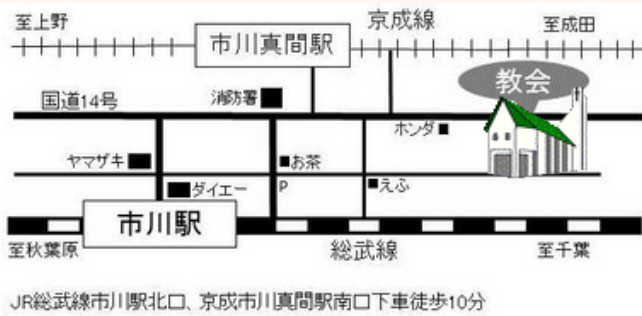 至上野
京成線
至成田
市川真間駅
教会
国道14号
消防署
ホンダ
ヤマザキ
お茶
ダイエー
P
えふ
市川駅
至秋葉原
総武線
至千葉
JR総武線市川駅北口、京成市川真間駅南口下車徒歩10分